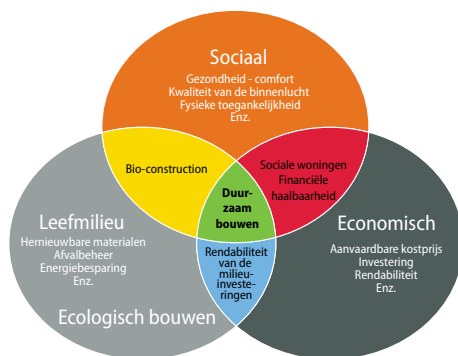 Sociaal
Gezondheid - comfort
Kwaliteit van de binnenlucht
Fysieke toegankelijkheid
Enz.
Bio-construction
Sociale woningen
Financiële
haalbaarheid
Duur-
zaam
bouwen
Leefmilieu
Hernieuwbare materialen
Afvalbeheer
Energiebesparing
Enz.
Ecologisch bouwen
Rendabiliteit
van de
milieu-
investe-
ringen
Economisch
Aanvaardbare kostprijs
Investering
Rendabiliteit
Enz.